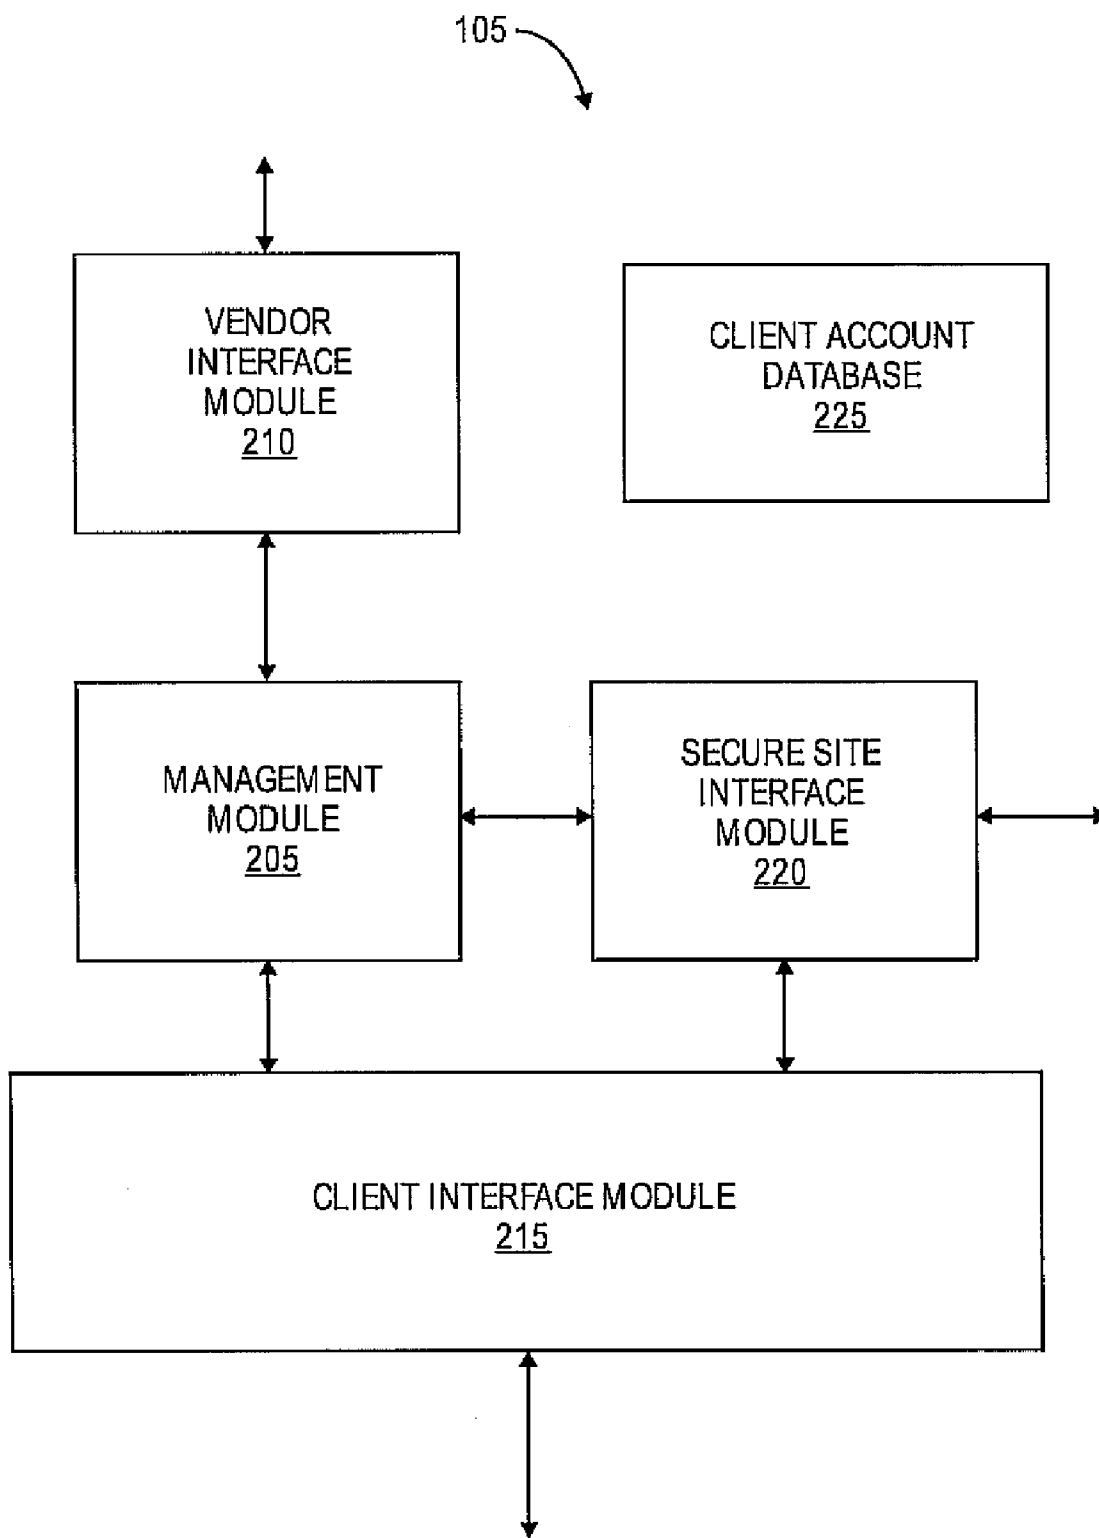 105
VENDOR
INTERFACE
MODULE
210
CLIENT ACCOUNT
DATABASE
225
MANAGEMENT
MODULE
205
SECURE SITE
INTERFACE
MODULE
220
CLIENT INTERFACE MODULE
215